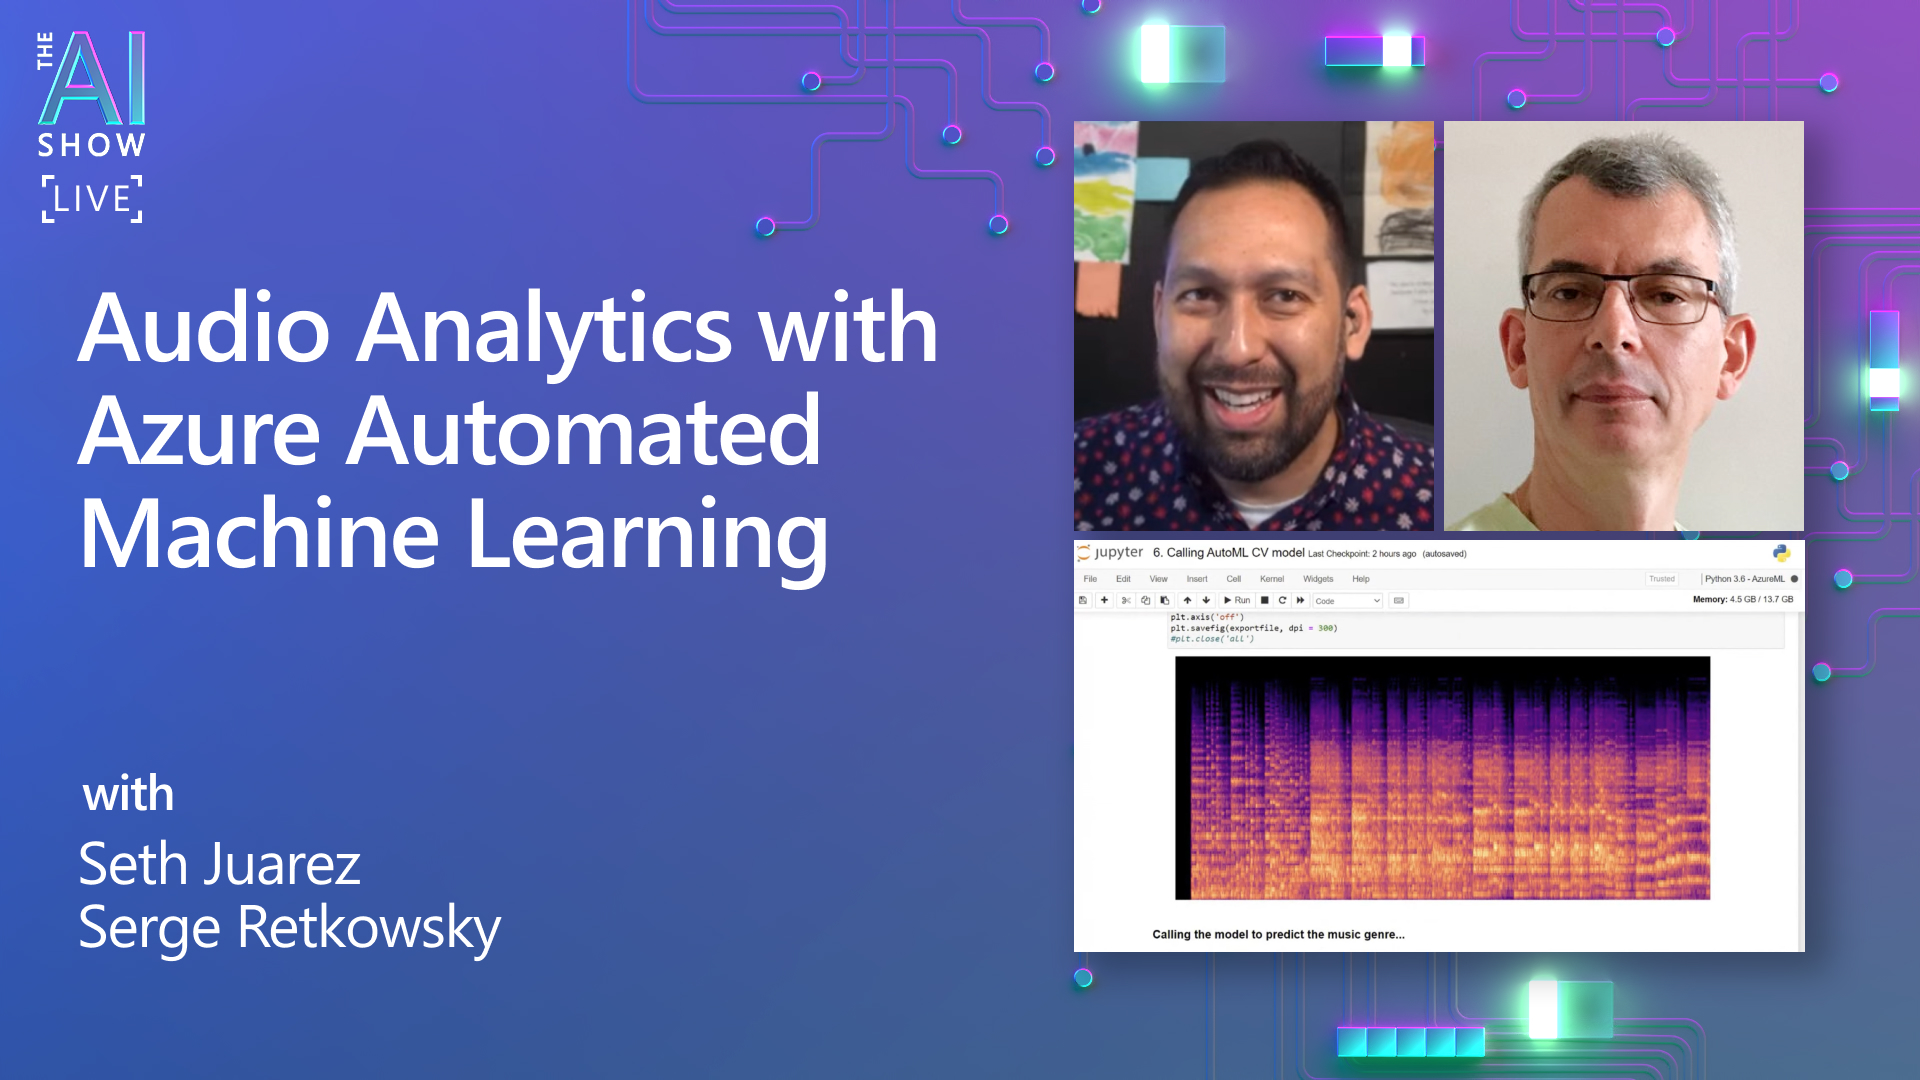 THE
AI
SHOW
LIVE
Audio Analytics with
Azure Automated
Machine Learning
with
Seth Juarez
Serge Retkowsky
jupyter 6. Calling AutoML CV model Last Checkpoint: 2 hours ago (autosaved)
File Edit View Insert Cell Kernel Widgets Help Trusted Python 3.6 - AzureML
Run Code Memory: 4.5 GB / 13.7 GB
plt.axis('off')
plt.savefig(exportfile, dpi = 300)
#plt.close('all')
Calling the model to predict the music genre...